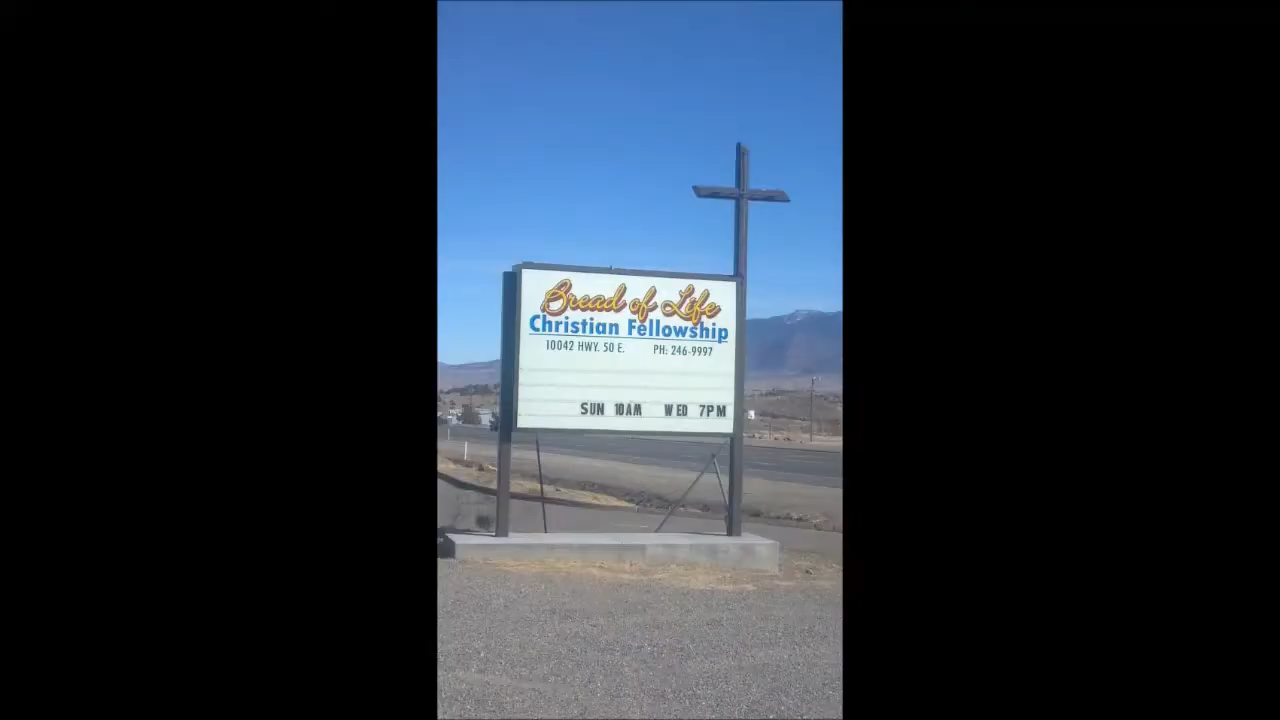 Bread of Life
Christian Fellowship
10042 HWY. 50 E. PH: 246-9997
SUN 10AM WED 7PM